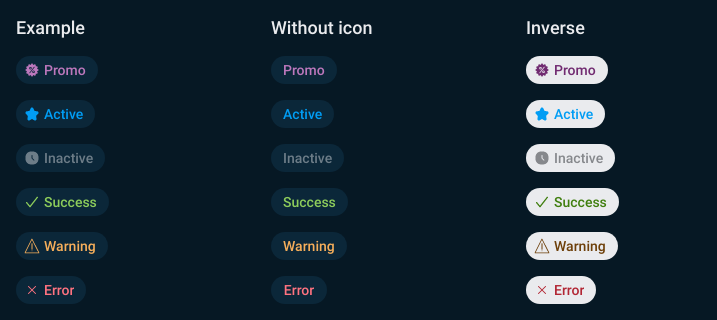 Example Without icon Inverse
Promo Promo Promo
Active Active Active
Inactive Inactive Inactive
Success Success Success
Warning Warning Warning
Error Error Error